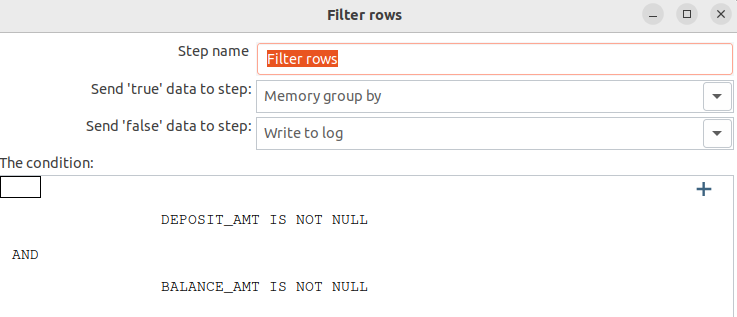 Filter rows
Step name Filter rows
Send 'true' data to step: Memory group by
Send 'false' data to step: Write to log
The condition:
DEPOSIT_AMT IS NOT NULL
AND
BALANCE_AMT IS NOT NULL